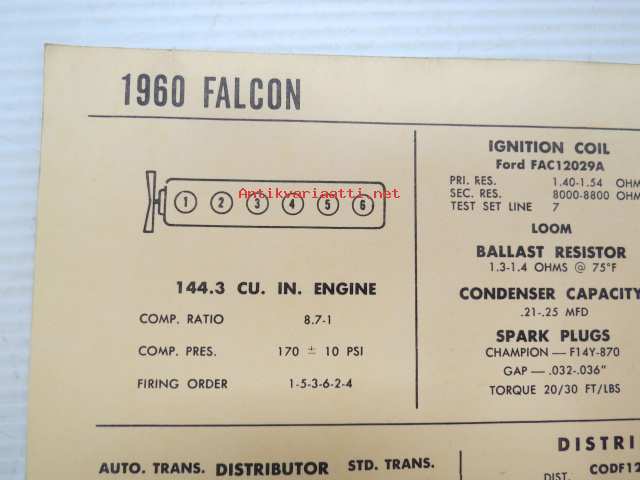 1960 FALCON
Antikvariaatti.net
1 2 3 4 5 6
144.3 CU. IN. ENGINE
COMP. RATIO 8.7-1
COMP. PRES. 170 ± 10 PSI
FIRING ORDER 1-5-3-6-2-4
IGNITION COIL
Ford FAC12029A
PRI. RES. 1.40-1.54 OHM
SEC. RES. 8000-8800 OHM
TEST SET LINE 7
LOOM
BALLAST RESISTOR
1.3-1.4 OHMS @ 75°F
CONDENSER CAPACITY
.21-.25 MFD
SPARK PLUGS
CHAMPION — F14Y-870
GAP — .032-.036"
TORQUE 20/30 FT/LBS
DISTRI
AUTO. TRANS. DISTRIBUTOR STD. TRANS.
DIST. CODF12